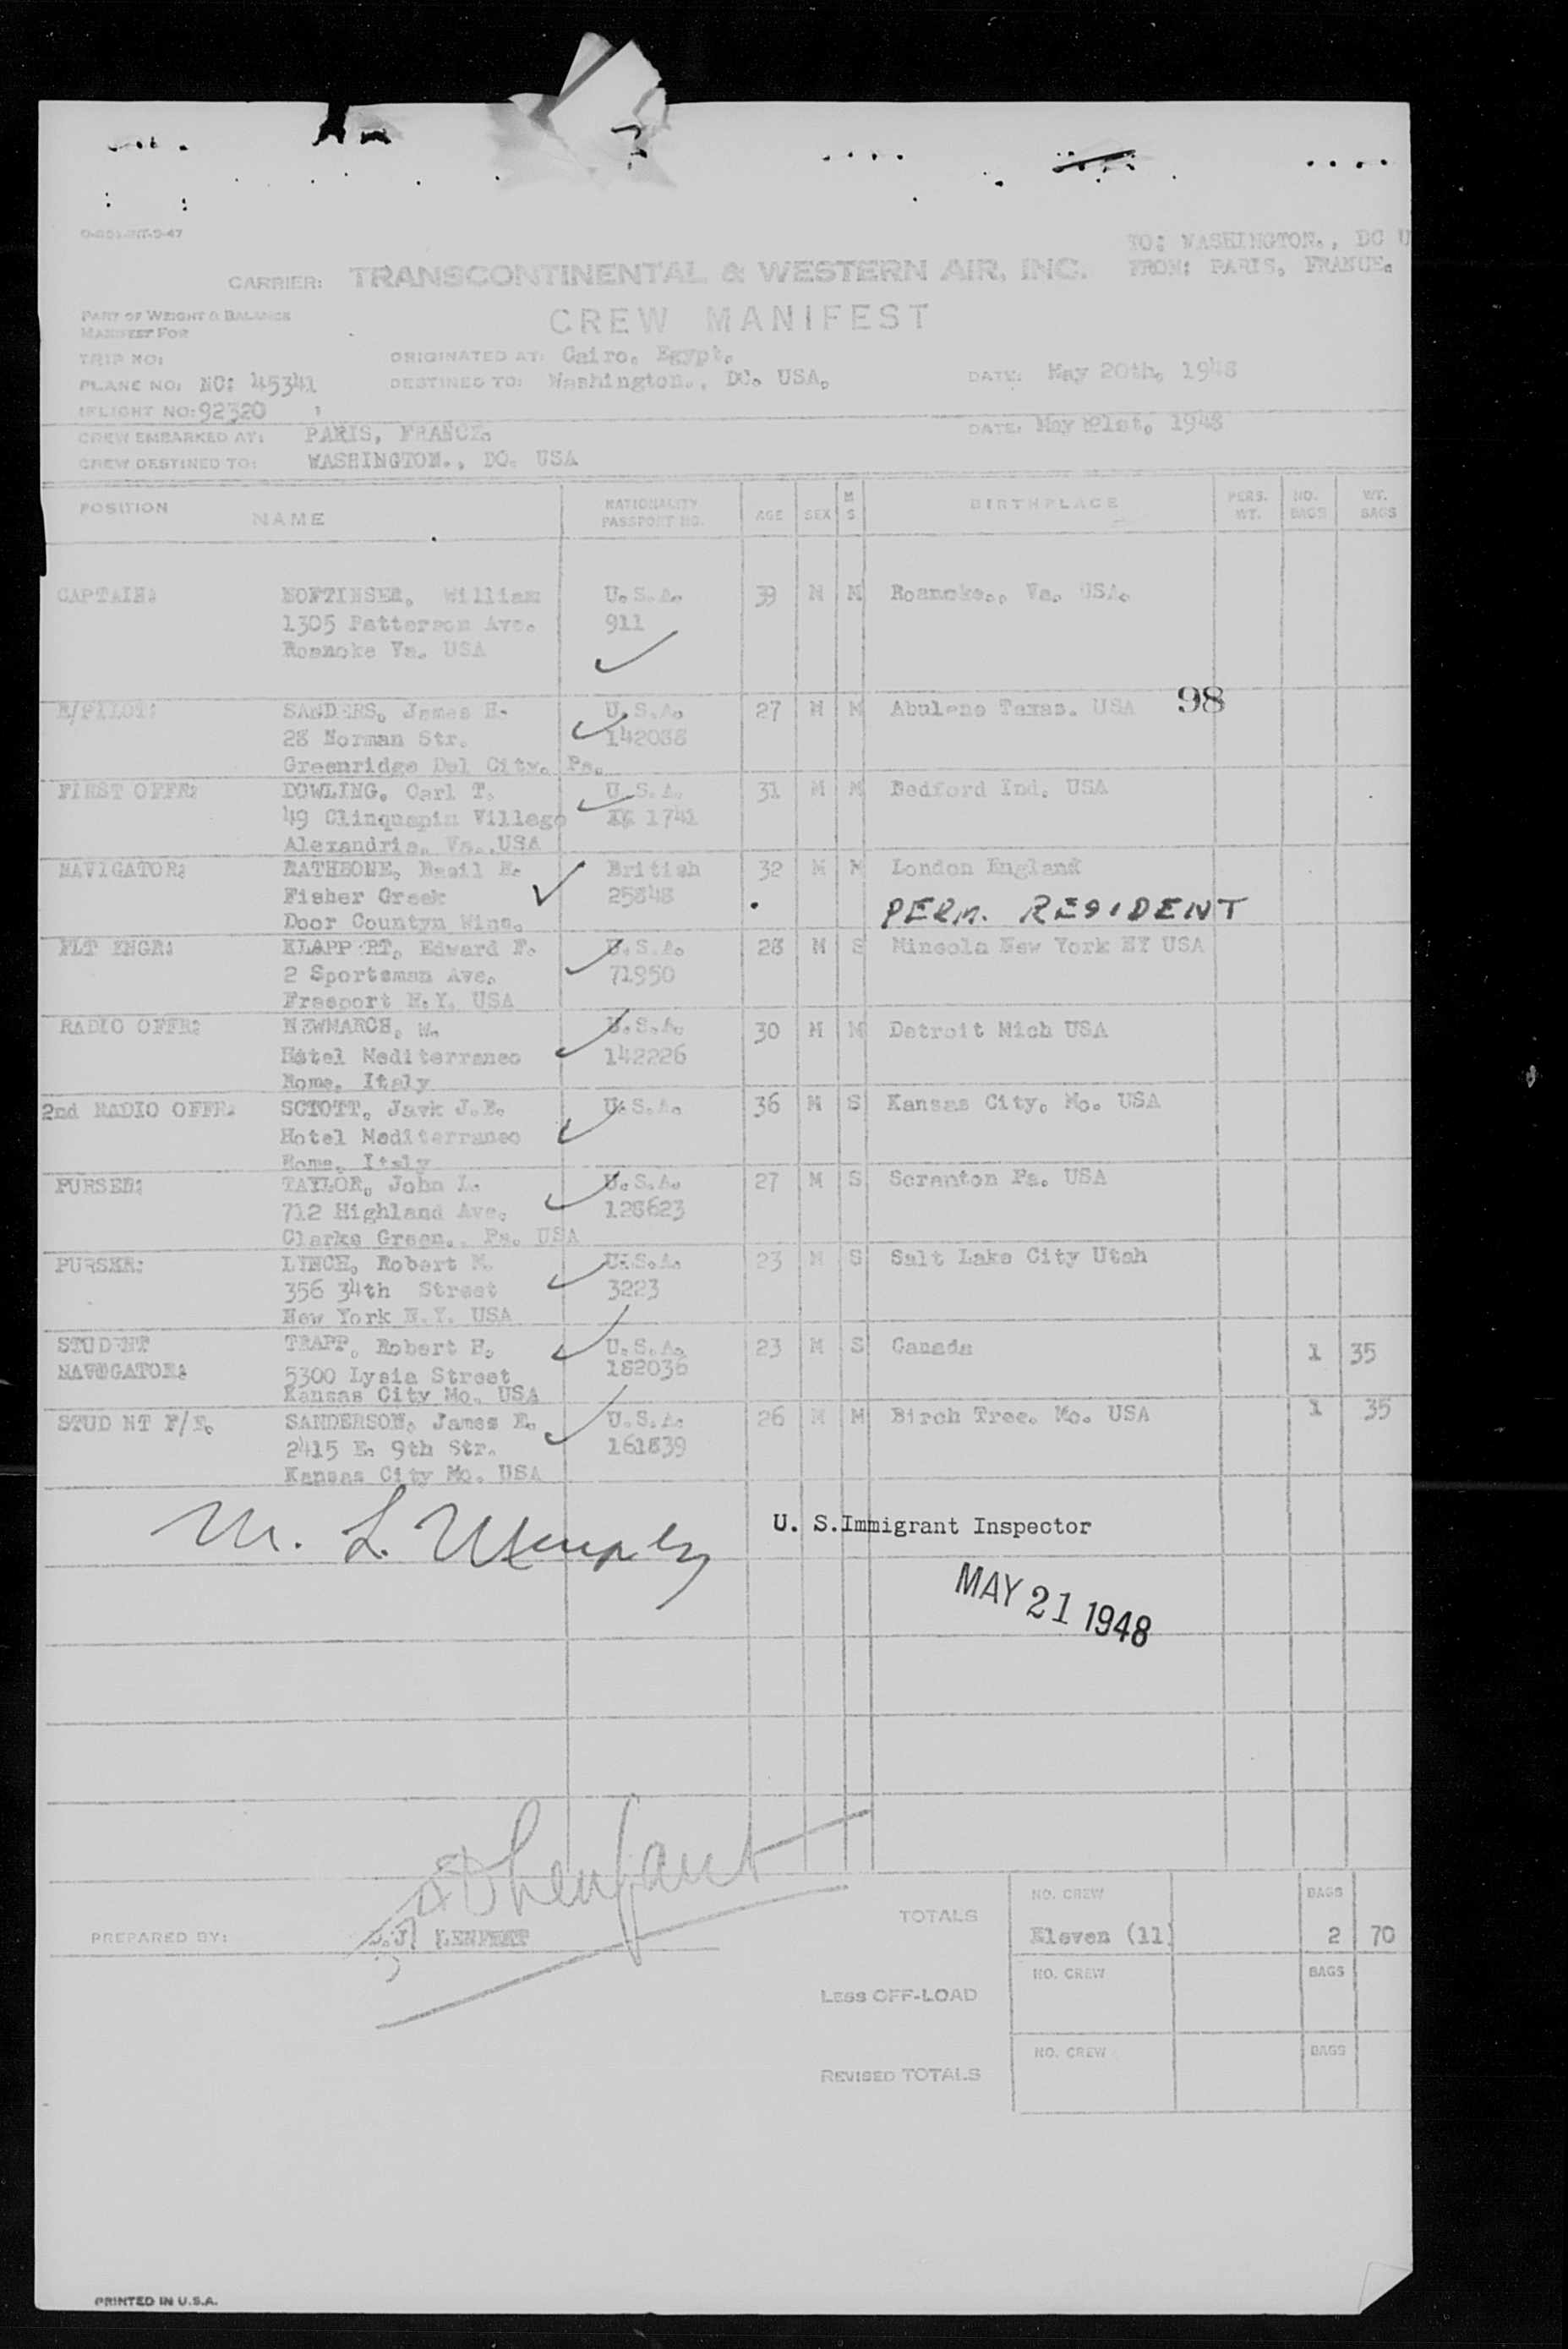 TO: WASHINGTON., DC U
FROM: PARIS, FRANCE.
CARRIER: TRANSCONTINENTAL & WESTERN AIR, INC.
CREW MANIFEST
PART OF WEIGHT & BALANCE
MANIFEST FOR
TRIP NO:
ORIGINATED AT: Cairo. Egypt.
PLANE NO: NC: 45341
DESTINED TO: Washington., DC. USA.
DATE: May 20th, 1948
FLIGHT NO: 92320
CREW EMBARKED AT: PARIS, FRANCE.
DATE: May 21st, 1948
CREW DESTINED TO: WASHINGTON., DC. USA
POSITION NAME NATIONALITY PASSPORT NO. AGE SEX M S BIRTHPLACE PERS. WT. NO. BAGS WT. BAGS
CAPTAIN: NOFTINSER, William U.S.A. 39 M M Roanoke., Va. USA.
1305 Patterson Ave. 911
Roanoke Va. USA
SANDERS, James H. U.S.A. 27 M M Abulene Texas. USA 98
28 Norman Str. 142038
Greenridge Del City. Pa.
FIRST OFFR: DOWLING, Carl T. U.S.A. 31 M M Bedford Ind. USA
49 Clinquapin Village 1741
Alexandria. Va..USA
NAVIGATOR: RATHBONE, Basil E. British 32 M M London England
Fisher Creek 25848 PERM. RESIDENT
Door Countyn Wins.
FLT ENGR: KLAPP RT, Edward F. U.S.A. 28 M S Mineola New York NY USA
2 Sportsman Ave. 71950
Freeport N.Y. USA
RADIO OFFR: NEWMARCH, W. U.S.A. 30 M M Detroit Mich USA
Hotel Mediterraneo 142226
Rome. Italy
2nd RADIO OFFR. SCTOTT, Javk J.E. U.S.A. 36 M S Kansas City. Mo. USA
Hotel Mediterraneo
Rome. Italy
PURSER: TAYLOR, John L. U.S.A. 27 M S Scranton Pa. USA
712 Highland Ave. 128623
Clarks Green.. Pa. USA
PURSER: LYNCH, Robert M. U.S.A. 23 M S Salt Lake City Utah
356 34th Street 3223
New York N.Y. USA
STUDENT TRAPP, Robert H. U.S.A. 23 M S Canada 1 35
NAVOGATOR: 5300 Lysia Street 182036
Kansas City Mo. USA
STUD NT F/E. SANDERSON, James E. U.S.A. 26 M M Birch Tree. Mo. USA 1 35
2415 E. 9th Str. 161839
Kansas City Mo. USA
U. S.Immigrant Inspector
MAY 21 1948
PREPARED BY:
TOTALS NO. CREW Eleven (11) BAGS 2 70
LESS OFF-LOAD NO. CREW BAGS
REVISED TOTALS NO. CREW BAGS
PRINTED IN U.S.A.